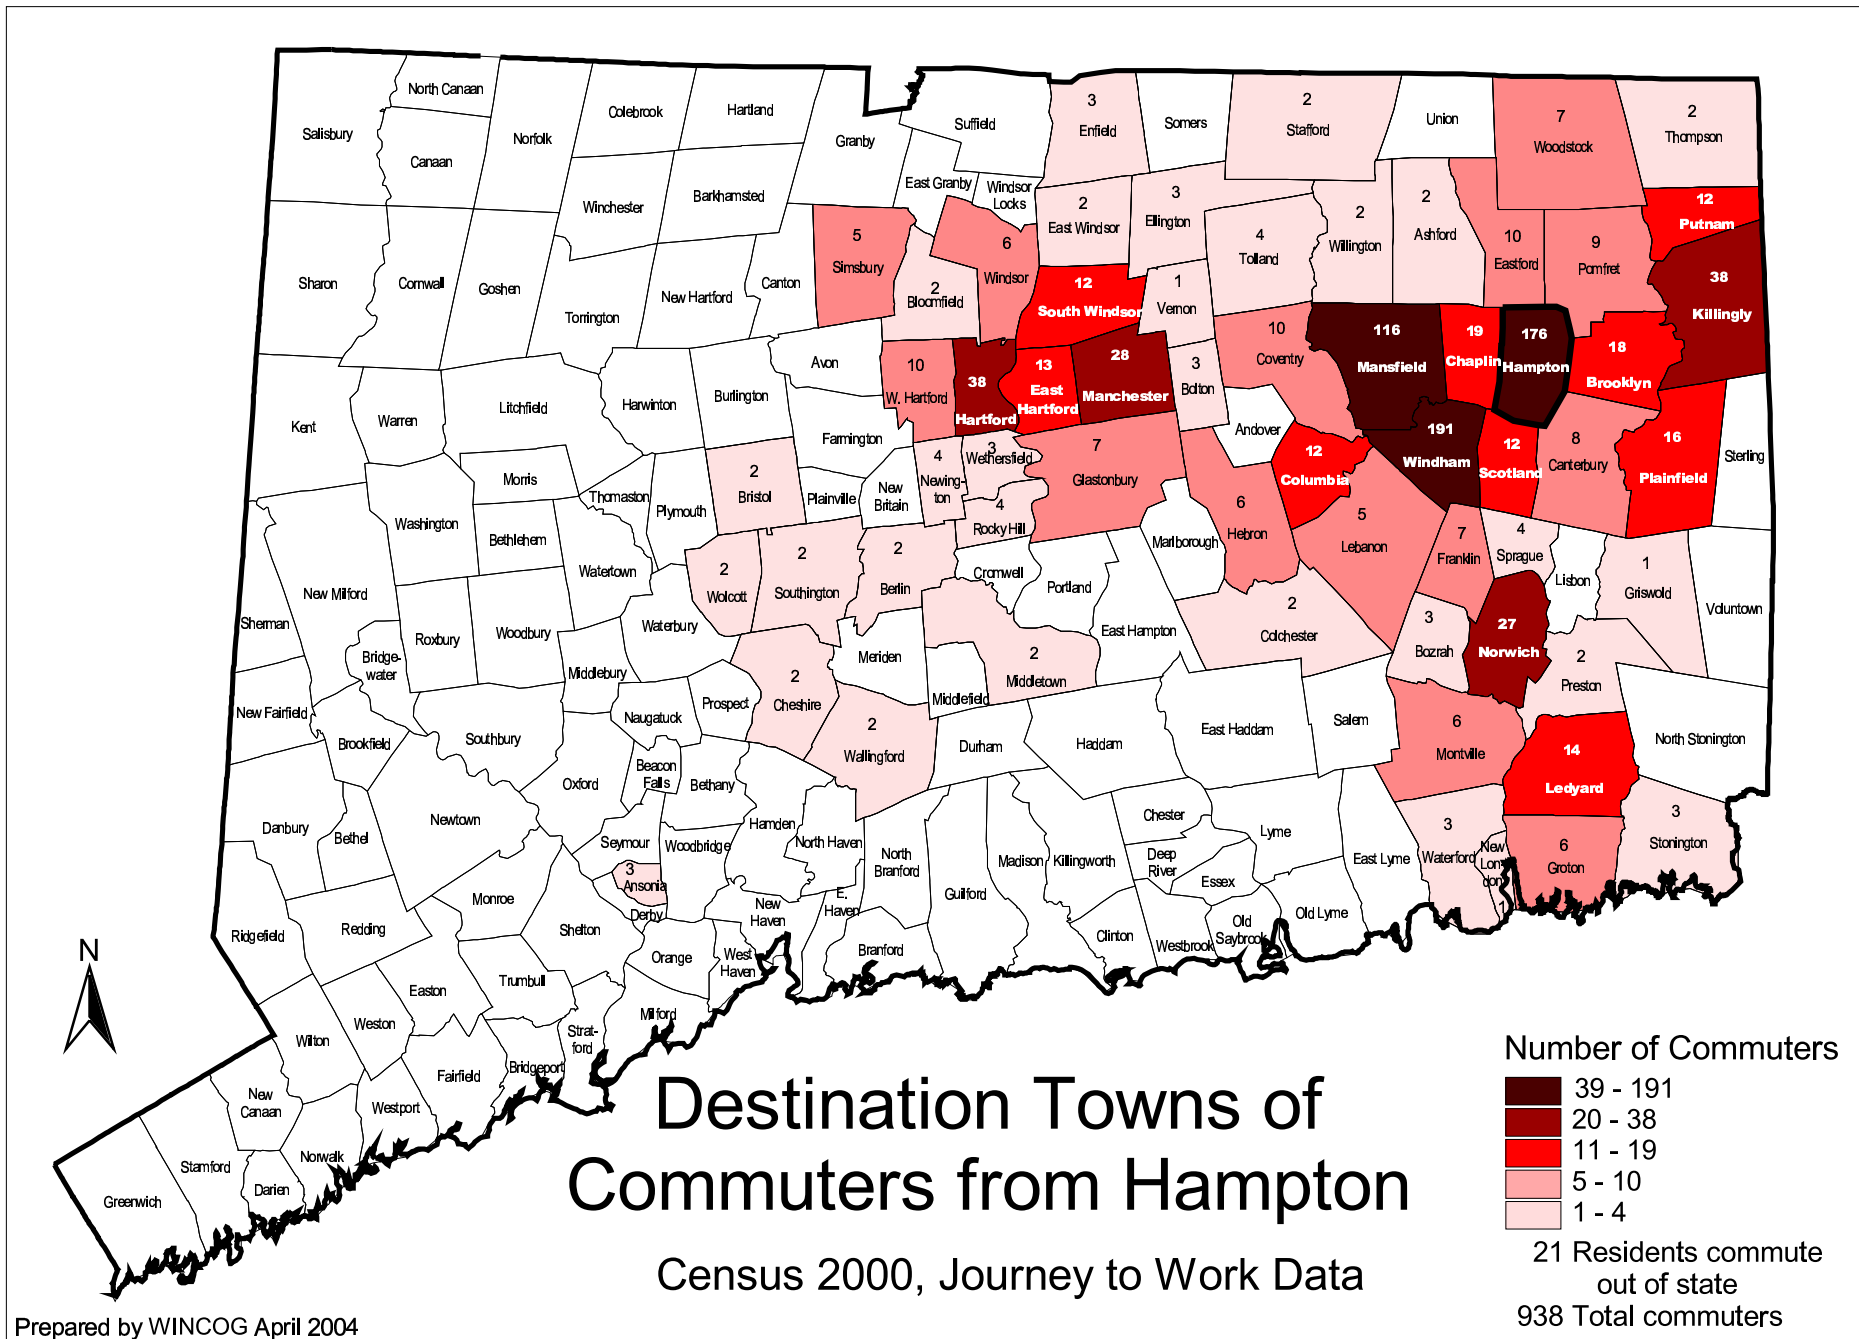 North Canaan
Colebrook
Hartland
Salisbury
Norfolk
Canaan
Granby
Suffield
3
Enfield
Somers
2
Stafford
Union
7
Woodstock
2
Thompson
East Granby
Windsor
Locks
Winchester
Barkhamsted
2
East Windsor
3
Ellington
4
Tolland
2
Willington
2
Ashford
10
Eastford
9
Pomfret
12
Putnam
38
Killingly
Sharon
Cornwall
Goshen
Torrington
New Hartford
Canton
5
Simsbury
2
Bloomfield
6
Windsor
12
South Windsor
1
Vernon
10
Coventry
116
Mansfield
19
Chaplin
176
Hampton
18
Brooklyn
Kent
Warren
Litchfield
Harwinton
Burlington
Avon
10
W. Hartford
38
Hartford
13
East
Hartford
28
Manchester
3
Bolton
Andover
191
Windham
12
Scotland
8
Canterbury
16
Plainfield
Sterling
Farmington
4
Newing-
ton
3
Wethersfield
7
Glastonbury
12
Columbia
Morris
Thomaston
Plymouth
2
Bristol
Plainville
New
Britain
4
Rocky Hill
Marlborough
6
Hebron
5
Lebanon
7
Franklin
4
Sprague
Lisbon
1
Griswold
Voluntown
Washington
Bethlehem
Watertown
2
Wolcott
2
Southington
2
Berlin
Cromwell
Portland
East Hampton
2
Colchester
3
Bozrah
27
Norwich
2
Preston
New Milford
Sherman
Roxbury
Woodbury
Waterbury
Bridge-
water
Middlebury
Meriden
2
Middletown
Middlefield
New Fairfield
Brookfield
Southbury
Naugatuck
Prospect
2
Cheshire
2
Wallingford
Durham
Haddam
East Haddam
Salem
6
Montville
14
Ledyard
North Stonington
Oxford
Beacon
Falls
Bethany
Danbury
Bethel
Newtown
Seymour
Woodbridge
Hamden
North Haven
North
Branford
Guilford
Madison
Killingworth
Chester
Deep
River
Essex
Lyme
East Lyme
3
Waterford
New
Lon-
don
1
6
Groton
3
Stonington
3
Ansonia
Derby
Monroe
Shelton
New
Haven
E.
Haven
Branford
Clinton
Westbrook
Old
Saybrook
Old Lyme
Ridgefield
Redding
Orange
West
Haven
Trumbull
Easton
Weston
Wilton
Milford
Strat-
ford
Fairfield
Bridgeport
New
Canaan
Westport
Norwalk
Stamford
Darien
Greenwich
N
Destination Towns of
Commuters from Hampton
Census 2000, Journey to Work Data
Number of Commuters
39 - 191
20 - 38
11 - 19
5 - 10
1 - 4
21 Residents commute
out of state
938 Total commuters
Prepared by WINCOG April 2004